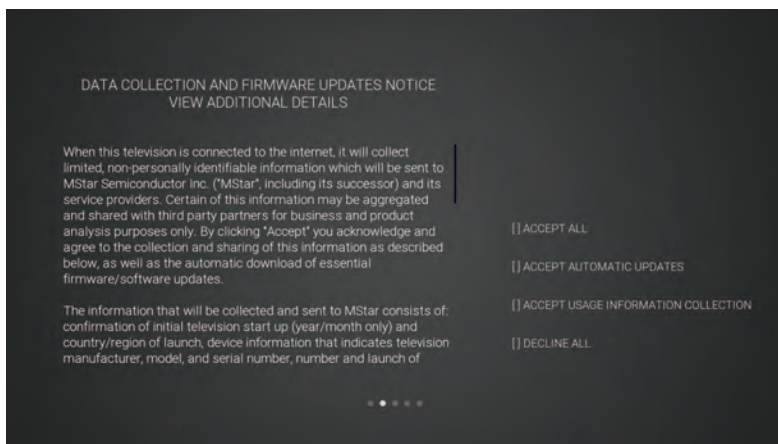 DATA COLLECTION AND FIRMWARE UPDATES NOTICE
VIEW ADDITIONAL DETAILS
When this television is connected to the internet, it will collect
limited, non-personally identifiable information which will be sent to
MStar Semiconductor Inc. ("MStar", including its successor) and its
service providers. Certain of this information may be aggregated
and shared with third party partners for business and product
analysis purposes only. By clicking "Accept" you acknowledge and
agree to the collection and sharing of this information as described
below, as well as the automatic download of essential
firmware/software updates.
The information that will be collected and sent to MStar consists of:
confirmation of initial television start up (year/month only) and
country/region of launch, device information that indicates television
manufacturer, model, and serial number, number and launch of
[ ] ACCEPT ALL
[ ] ACCEPT AUTOMATIC UPDATES
[ ] ACCEPT USAGE INFORMATION COLLECTION
[ ] DECLINE ALL